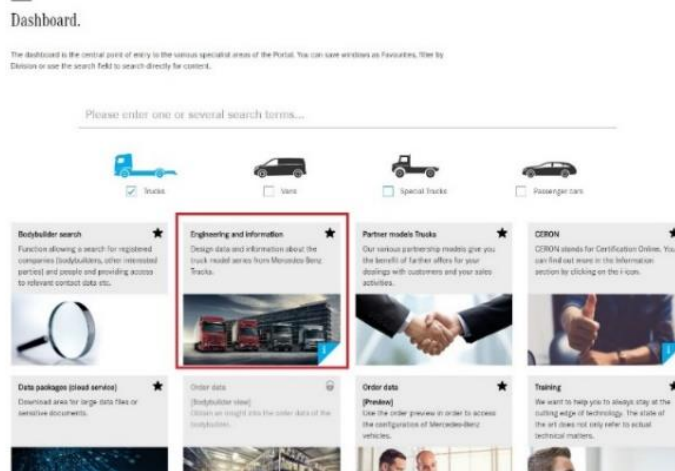 Dashboard.
The dashboard is the central point of entry to the various specialist areas of the Portal. You can save windows as Favourites, filter by
Division or use the search field to search directly for content.
Please enter one or several search terms...
Trucks
Vans
Special Trucks
Passenger cars
Bodybuilder search
Function allowing a search for registered
companies (bodybuilders, other interested
parties) and people and providing access
to relevant contact data etc.
Engineering and information
Design data and information about the
truck model series from Mercedes-Benz
Trucks.
Partner models Trucks
Our various partnership models give you
the benefit of further offers for your
dealings with customers and your sales
activities.
CERON
CERON stands for Certification Online. You
can find out more in the Information
section by clicking on the i-icon.
i
i
Data packages (cloud service)
Download area for large data files or
sensitive documents.
Order data
[Bodybuilder view]
Obtain an insight into the order data of the
bodybuilder.
Order data
[Preview]
Use the order preview in order to access
the configuration of Mercedes-Benz
vehicles.
Training
We want to help you to always stay at the
cutting edge of technology. The state of
the art does not only refer to actual
technical matters.